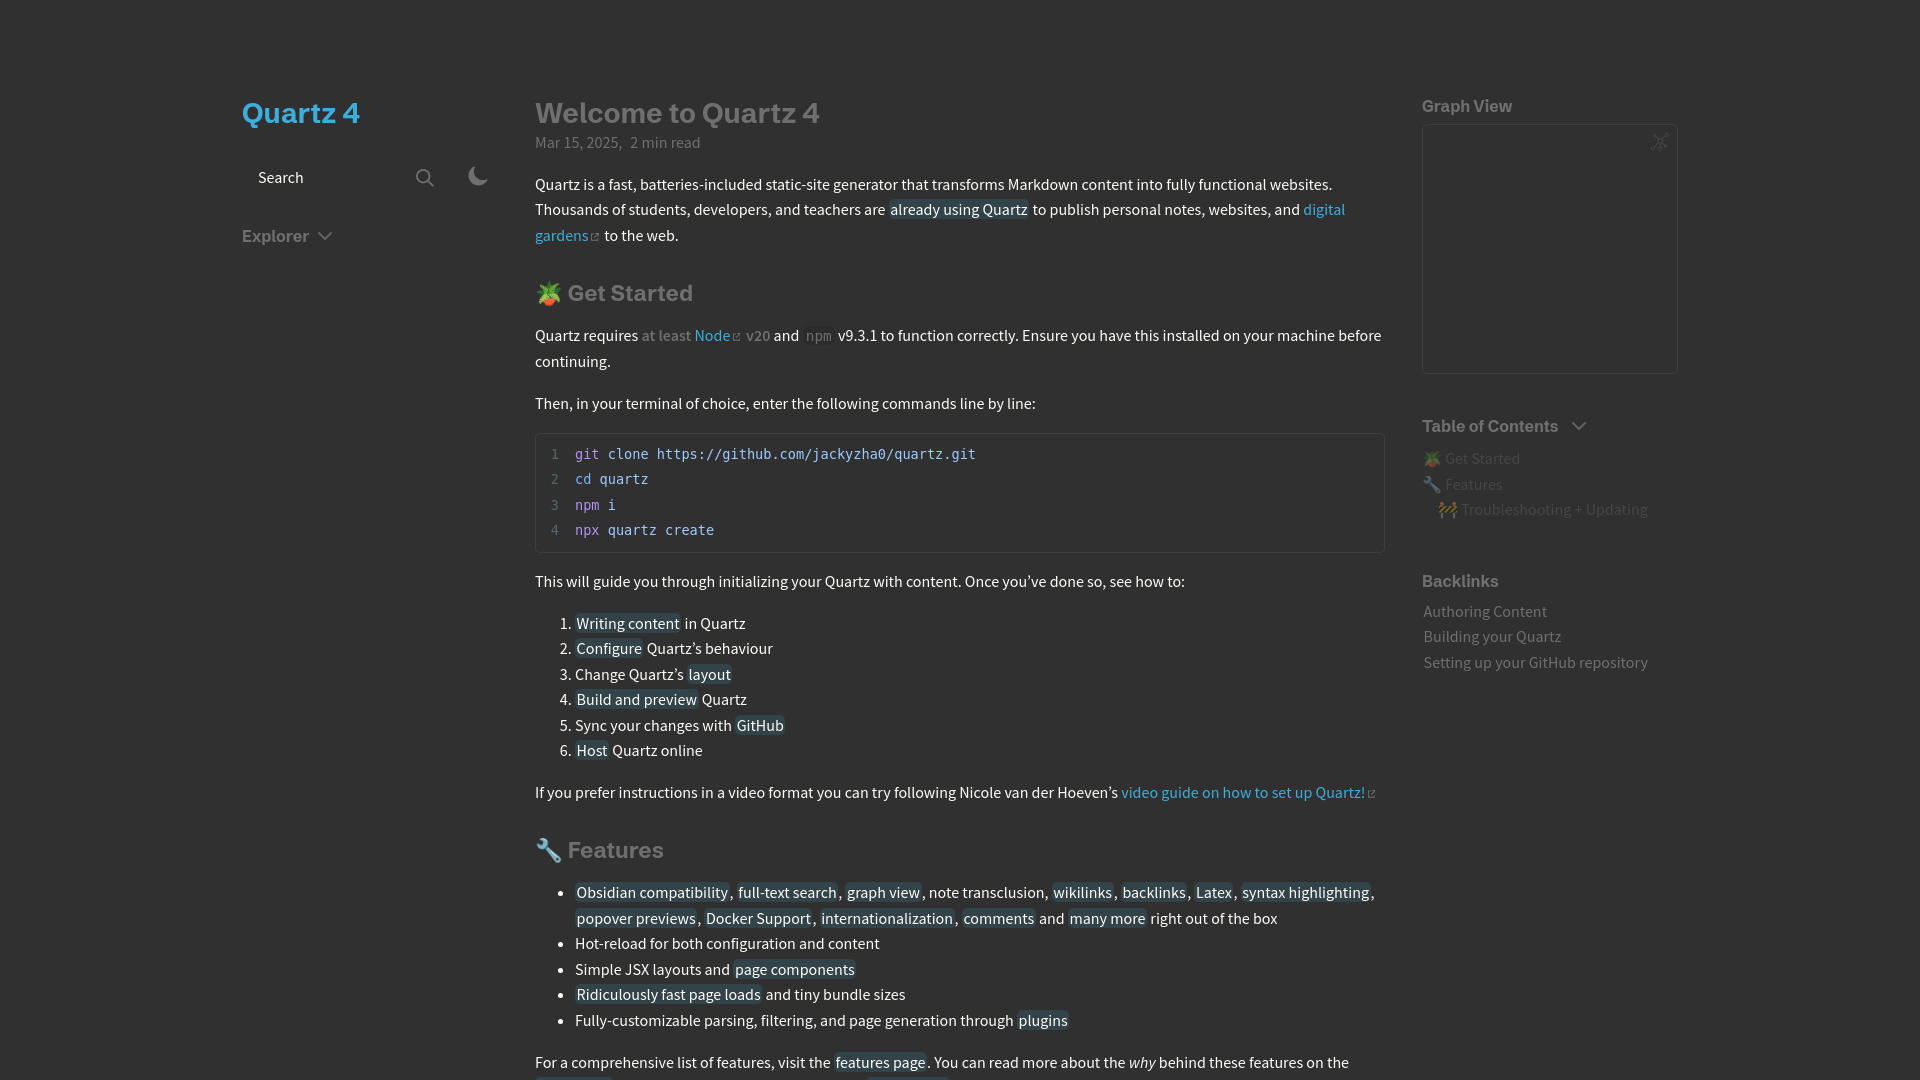 Quartz 4
Search
Explorer
Welcome to Quartz 4
Mar 15, 2025, 2 min read
Quartz is a fast, batteries-included static-site generator that transforms Markdown content into fully functional websites.
Thousands of students, developers, and teachers are already using Quartz to publish personal notes, websites, and digital
gardens to the web.
🪴 Get Started
Quartz requires at least Node v20 and npm v9.3.1 to function correctly. Ensure you have this installed on your machine before
continuing.
Then, in your terminal of choice, enter the following commands line by line:
1 git clone https://github.com/jackyzha0/quartz.git
2 cd quartz
3 npm i
4 npx quartz create
This will guide you through initializing your Quartz with content. Once you’ve done so, see how to:
1. Writing content in Quartz
2. Configure Quartz’s behaviour
3. Change Quartz’s layout
4. Build and preview Quartz
5. Sync your changes with GitHub
6. Host Quartz online
If you prefer instructions in a video format you can try following Nicole van der Hoeven’s video guide on how to set up Quartz!
🔧 Features
• Obsidian compatibility, full-text search, graph view, note transclusion, wikilinks, backlinks, Latex, syntax highlighting,
popover previews, Docker Support, internationalization, comments and many more right out of the box
• Hot-reload for both configuration and content
• Simple JSX layouts and page components
• Ridiculously fast page loads and tiny bundle sizes
• Fully-customizable parsing, filtering, and page generation through plugins
For a comprehensive list of features, visit the features page. You can read more about the why behind these features on the
Graph View
Table of Contents
🪴 Get Started
🔧 Features
🚧 Troubleshooting + Updating
Backlinks
Authoring Content
Building your Quartz
Setting up your GitHub repository